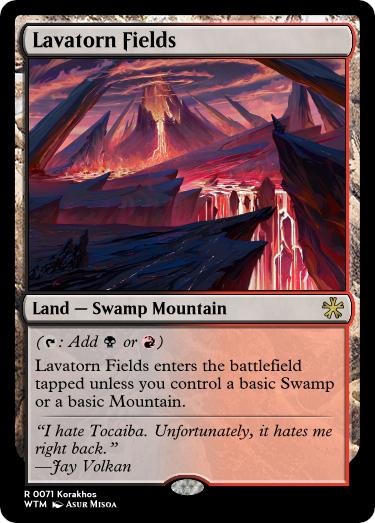 Lavatorn Fields
Land — Swamp Mountain
(T: Add B or R)
Lavatorn Fields enters the battlefield
tapped unless you control a basic Swamp
or a basic Mountain.
“I hate Tocaiba. Unfortunately, it hates me
right back.”
—Jay Volkan
R 0071 Korakhos
WTM Asur Misoa